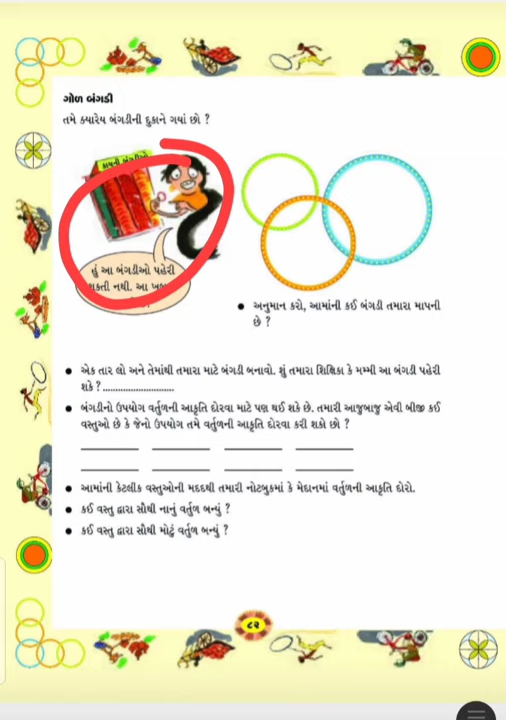 ગોળ બંગડી
તમે ક્યારેય બંગડીની દુકાને ગયાં છો ?
કાચની બંગડીઓ
હું આ બંગડીઓ પહેરી
શકતી નથી. આ
અનુમાન કરો, આમાંની કઈ બંગડી તમારા માપની
છે ?
એક તાર લો અને તેમાંથી તમારા માટે બંગડી બનાવો. શું તમારા શિક્ષિકા કે મમ્મી આ બંગડી પહેરી
શકે ?............................
બંગડીનો ઉપયોગ વર્તુળની આકૃતિ દોરવા માટે પણ થઈ શકે છે. તમારી આજુબાજુ એવી બીજી કઈ
વસ્તુઓ છે કે જેનો ઉપયોગ તમે વર્તુળની આકૃતિ દોરવા કરી શકો છો ?
આમાંની કેટલીક વસ્તુઓની મદદથી તમારી નોટબુકમાં કે મેદાનમાં વર્તુળની આકૃતિ દોરો.
કઈ વસ્તુ દ્વારા સૌથી નાનું વર્તુળ બન્યું ?
કઈ વસ્તુ દ્વારા સૌથી મોટું વર્તુળ બન્યું ?
૮૨